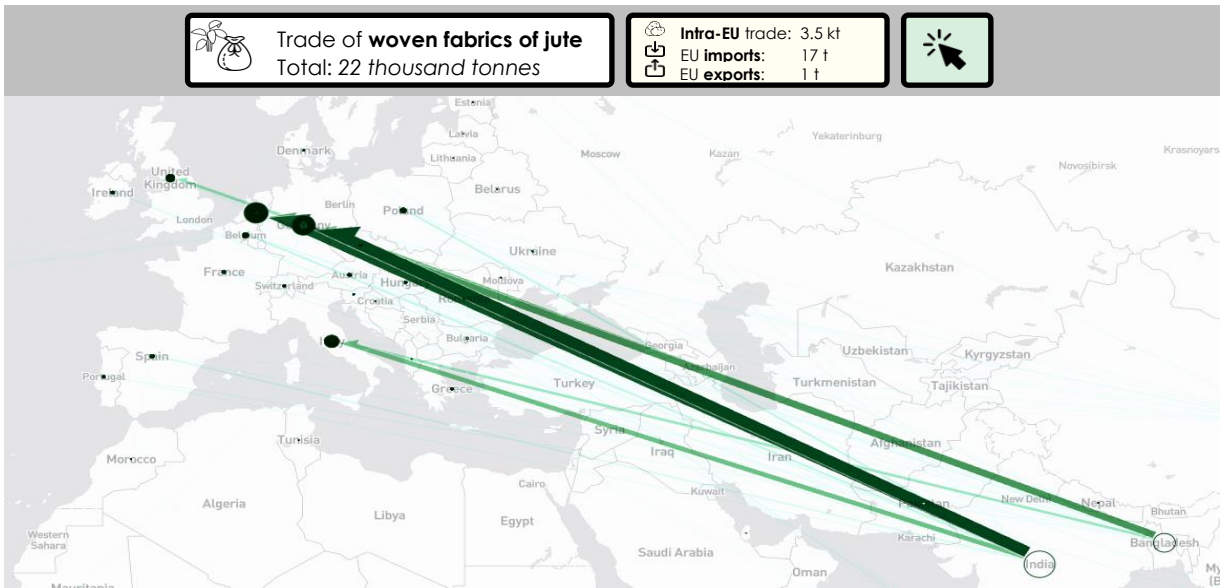 Trade of woven fabrics of jute
Total: 22 thousand tonnes
Intra-EU trade: 3.5 kt
EU imports: 17 t
EU exports: 1 t
Estonia
Latvia
Lithuania
Denmark
Moscow
Kazan
Yekaterinburg
Novosibirsk
Krasnoyars
United
Kingdom
Ireland
London
Berlin
Poland
Belarus
Belgium
Ukraine
Kazakhstan
France
Switzerland
Austria
Hungary
Moldova
Croatia
Serbia
Bulgaria
Italy
Georgia
Azerbaijan
Uzbekistan
Kyrgyzstan
Spain
Portugal
Greece
Turkey
Turkmenistan
Tajikistan
Tunisia
Syria
Iraq
Iran
Afghanistan
Morocco
Algeria
Libya
Cairo
Egypt
Kuwait
Pakistan
New Delhi
Nepal
Bhutan
Western
Sahara
Saudi Arabia
Karachi
Oman
India
Bangladesh
Mauritania